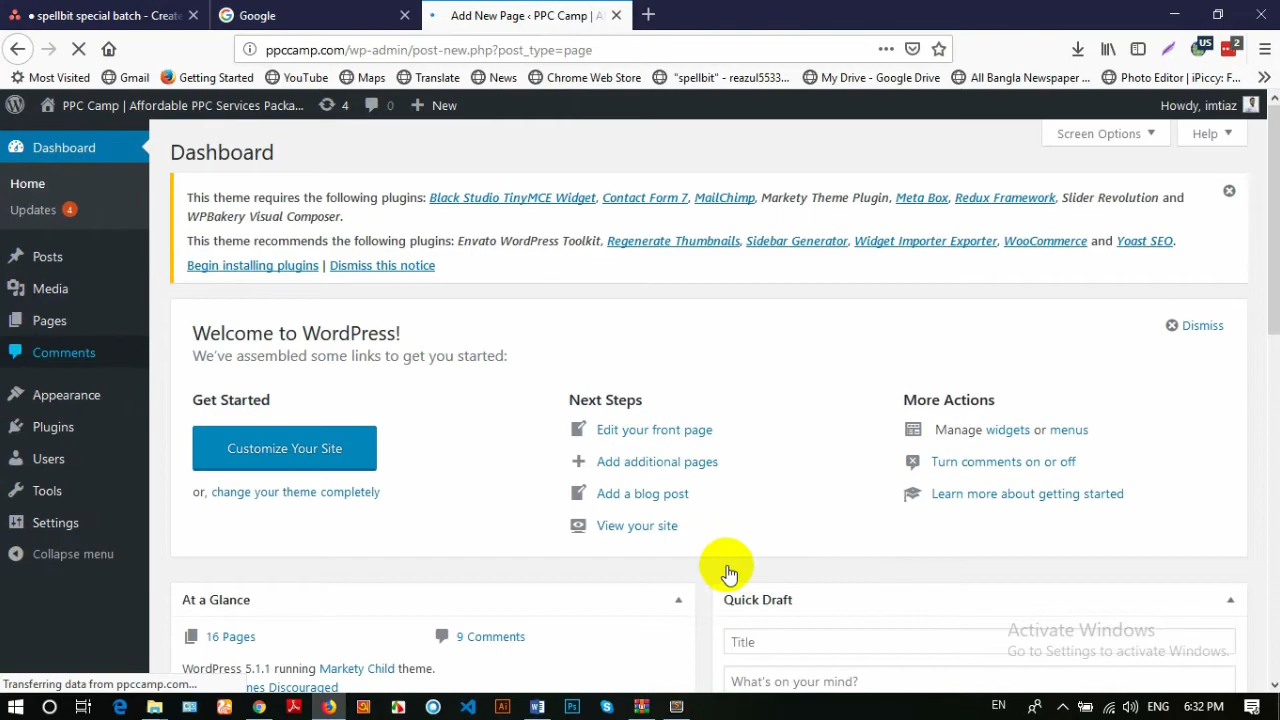 • spellbit special batch - Create
Google
Add New Page ‹ PPC Camp | A
ppccamp.com/wp-admin/post-new.php?post_type=page
US
2
Most Visited
Gmail
Getting Started
YouTube
Maps
Translate
News
Chrome Web Store
"spellbit" - reazul5533...
My Drive - Google Drive
All Bangla Newspaper ...
Photo Editor | iPiccy: F...
PPC Camp | Affordable PPC Services Packa...
4
0
New
Howdy, imtiaz
Screen Options
Help
Dashboard
Home
Updates 4
Posts
Media
Pages
Comments
Appearance
Plugins
Users
Tools
Settings
Collapse menu
Dashboard
This theme requires the following plugins: Black Studio TinyMCE Widget, Contact Form 7, MailChimp, Markety Theme Plugin, Meta Box, Redux Framework, Slider Revolution and
WPBakery Visual Composer.
This theme recommends the following plugins: Envato WordPress Toolkit, Regenerate Thumbnails, Sidebar Generator, Widget Importer Exporter, WooCommerce and Yoast SEO.
Begin installing plugins | Dismiss this notice
Welcome to WordPress!
Dismiss
We've assembled some links to get you started:
Get Started
Customize Your Site
or, change your theme completely
Next Steps
Edit your front page
Add additional pages
Add a blog post
View your site
More Actions
Manage widgets or menus
Turn comments on or off
Learn more about getting started
At a Glance
16 Pages
9 Comments
WordPress 5.1.1 running Markety Child theme.
nes Discouraged
Quick Draft
Title
What's on your mind?
Activate Windows
Go to Settings to activate Windows.
Transferring data from ppccamp.com...
EN
ENG
6:32 PM